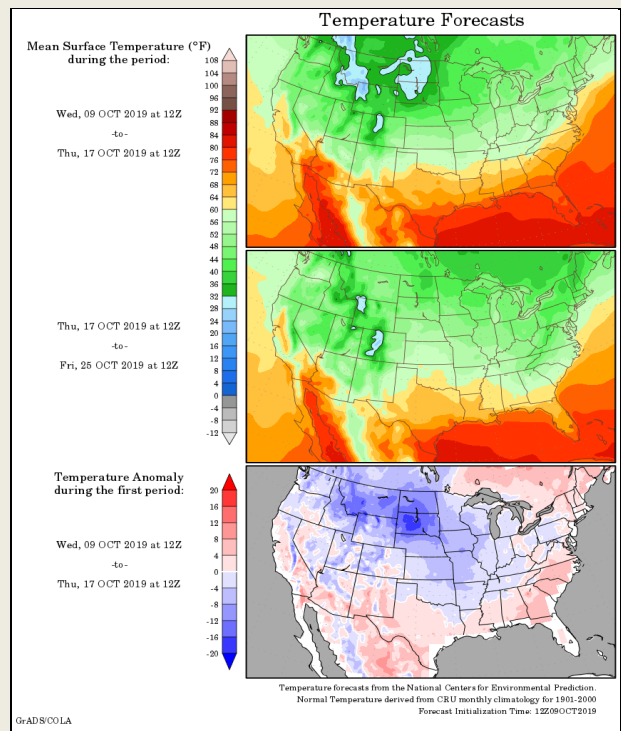 Temperature Forecasts
Mean Surface Temperature (°F)
during the period:
Wed, 09 OCT 2019 at 12Z
-to-
Thu, 17 OCT 2019 at 12Z
108
104
100
96
92
88
84
80
76
72
68
64
60
56
52
48
44
40
36
32
28
24
20
16
12
8
4
0
-4
-8
-12
Thu, 17 OCT 2019 at 12Z
-to-
Fri, 25 OCT 2019 at 12Z
Temperature Anomaly
during the first period:
Wed, 09 OCT 2019 at 12Z
-to-
Thu, 17 OCT 2019 at 12Z
20
16
12
8
4
0
-4
-8
-12
-16
-20
Temperature forecasts from the National Centers for Environmental Prediction.
Normal Temperature derived from CRU monthly climatology for 1901-2000
Forecast Initialization Time: 12Z09OCT2019
GrADS/COLA